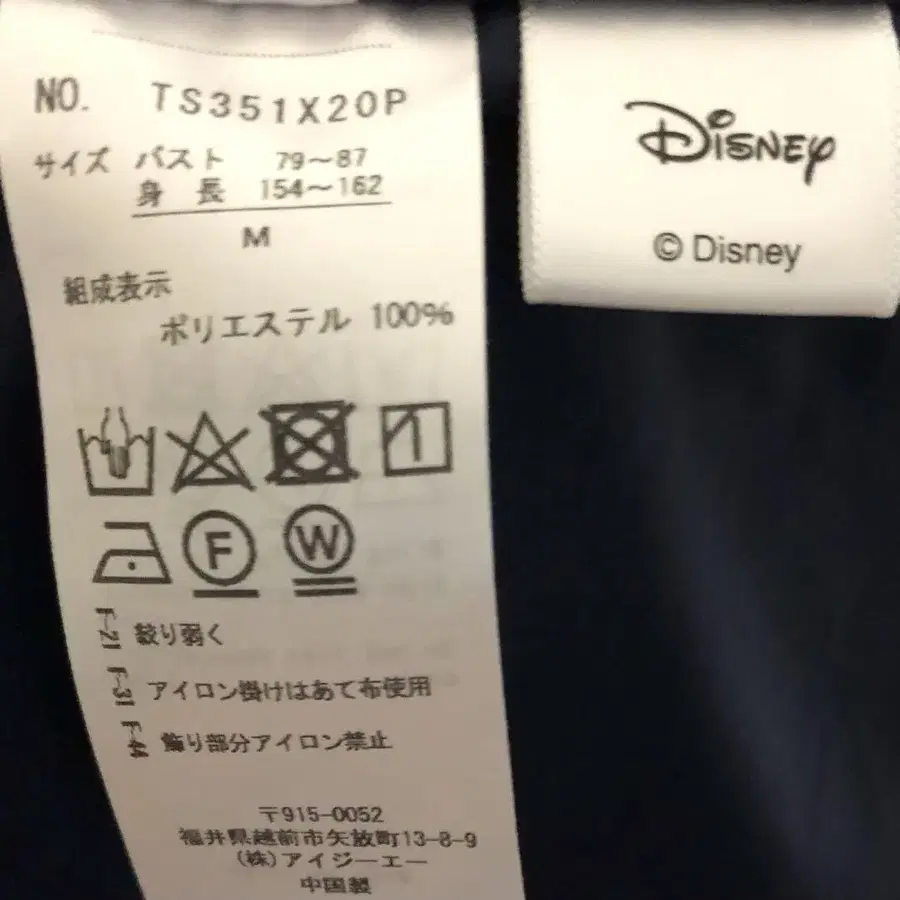 NO. TS351X20P
サイズ バスト 79〜87
身 長 154〜162
M
組成表示
ポリエステル 100%
F
W
F-21 絞り弱く
F-31 アイロン掛けはあて布使用
F-44 飾り部分アイロン禁止
〒915-0052
福井県越前市矢放町13-8-9
(株)アイジーエー
中国製
Disney
© Disney